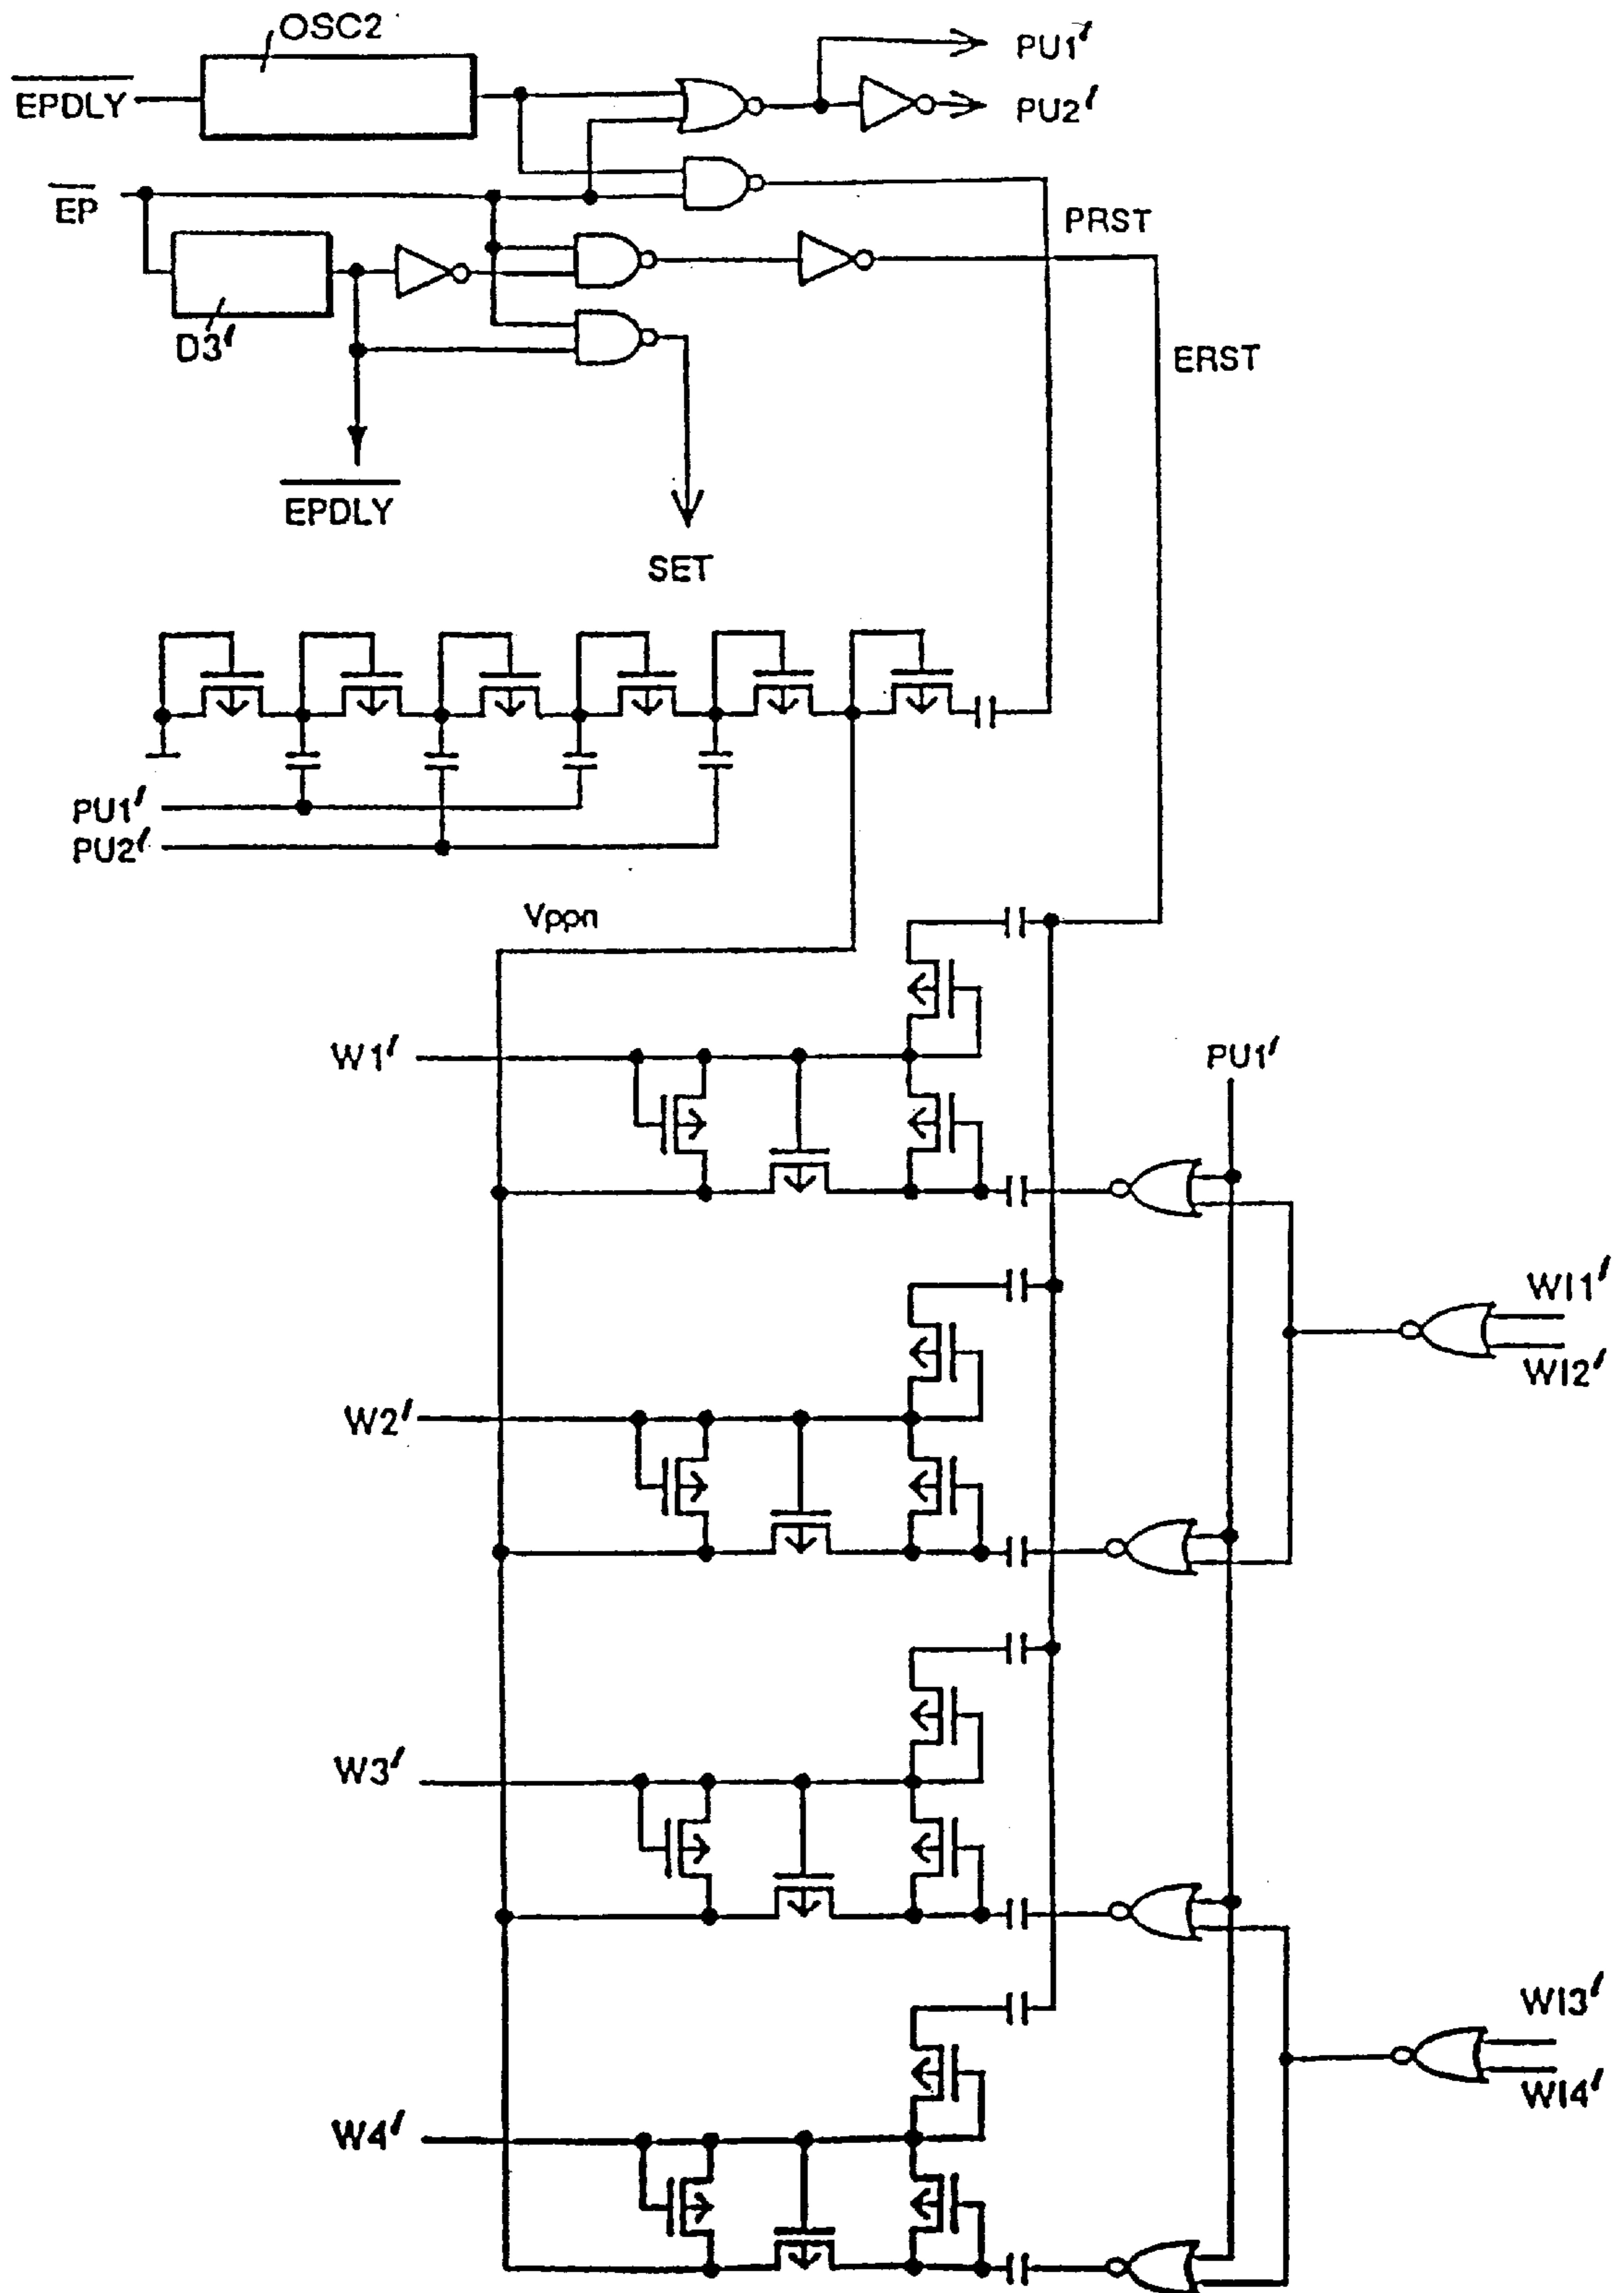 OSC2
PU1′
EPDLY
PU2′
EP
PRST
D3′
ERST
EPDLY
SET
PU1′
PU2′
Vppn
W1′
PU1′
WI1′
WI2′
W2′
W3′
WI3′
WI4′
W4′